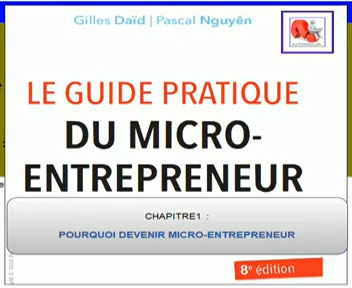 Gilles Daïd | Pascal Nguyên
LE GUIDE PRATIQUE
DU MICRO-
ENTREPRENEUR
CHAPITRE1 :
POURQUOI DEVENIR MICRO-ENTREPRENEUR
8e édition